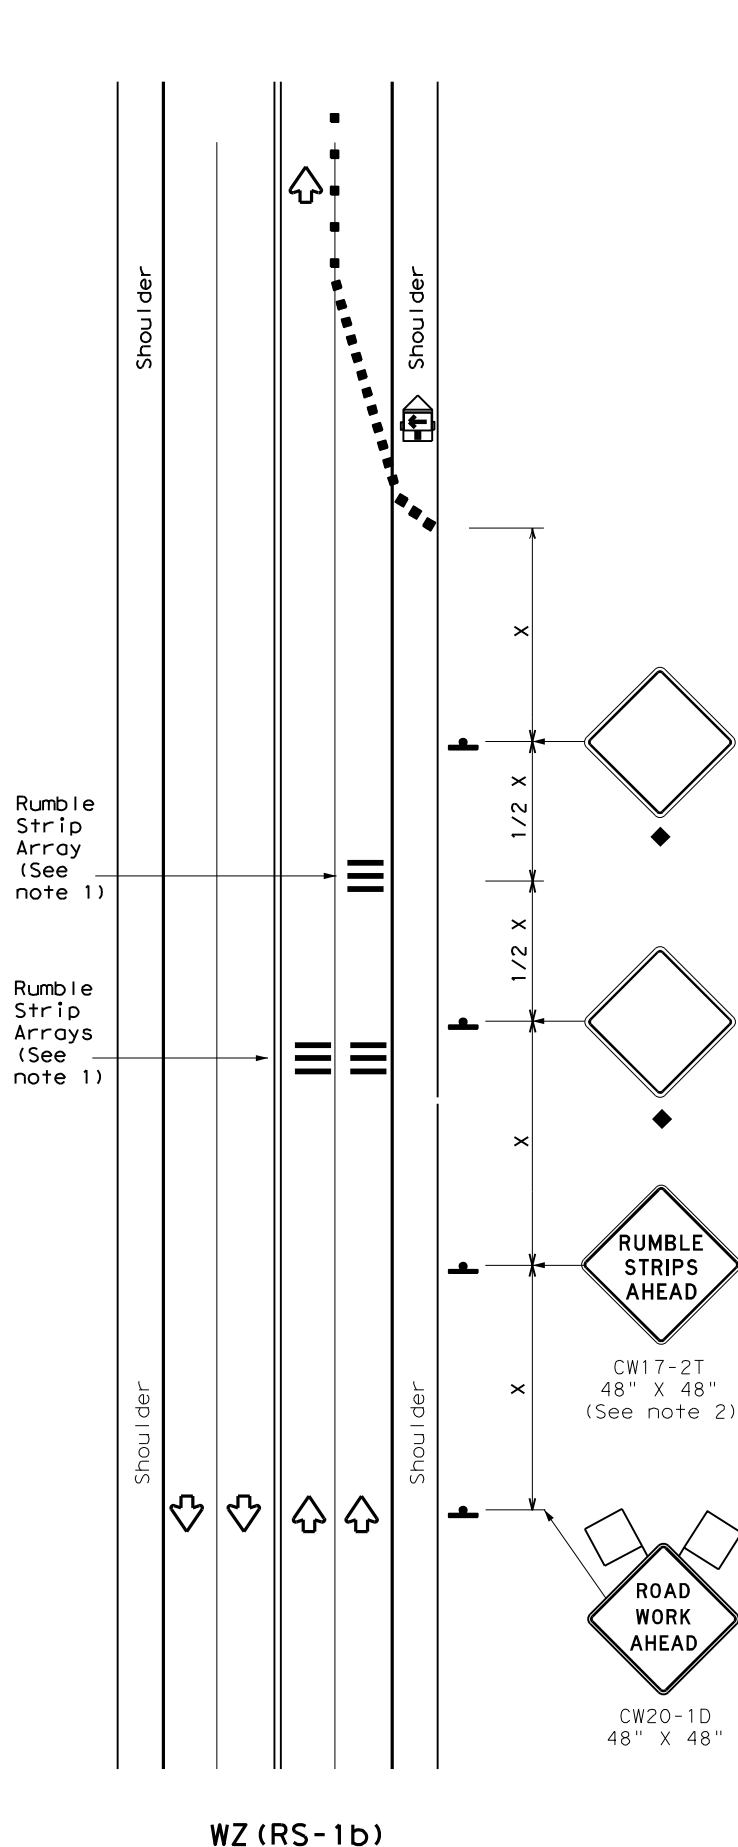 Shoulder
Shoulder
X
1/2 X
Rumble
Strip
Array
(See
note 1)
1/2 X
Rumble
Strip
Arrays
(See
note 1)
X
RUMBLE
STRIPS
AHEAD
CW17-2T
48" X 48"
(See note 2)
X
Shoulder
Shoulder
ROAD
WORK
AHEAD
CW20-1D
48" X 48"
WZ(RS-1b)